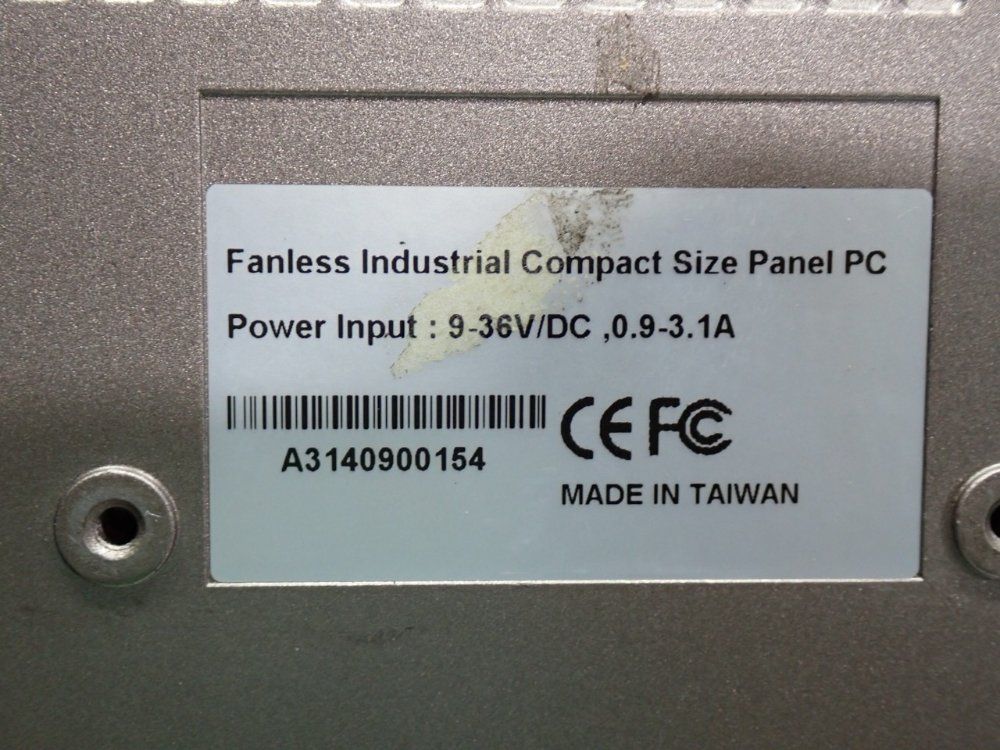 Fanless Industrial Compact Size Panel PC
Power Input : 9-36V/DC ,0.9-3.1A
A3140900154
CE FC
MADE IN TAIWAN